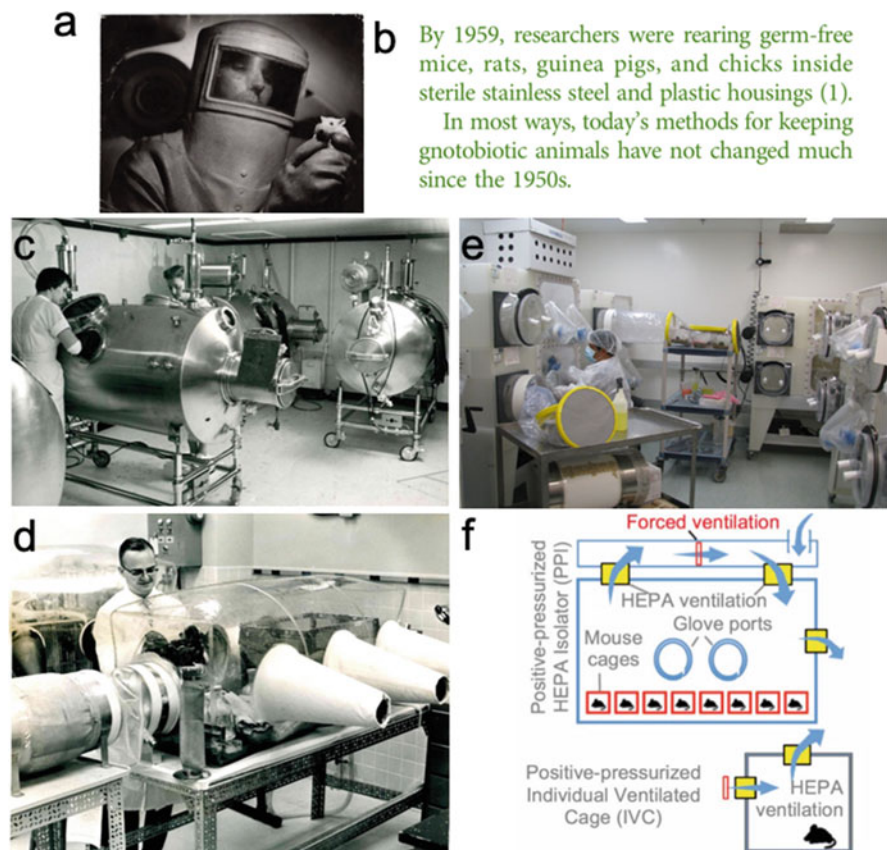 a
b
By 1959, researchers were rearing germ-free
mice, rats, guinea pigs, and chicks inside
sterile stainless steel and plastic housings (1).
In most ways, today's methods for keeping
gnotobiotic animals have not changed much
since the 1950s.
c
e
d
f
Forced ventilation
Positive-pressurized
HEPA Isolator (PPI)
HEPA ventilation
Glove ports
Mouse
cages
Positive-pressurized
Individual Ventilated
Cage (IVC)
HEPA
ventilation